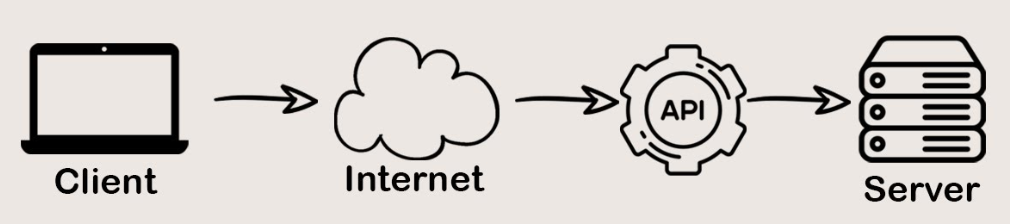 Client
Internet
API
Server